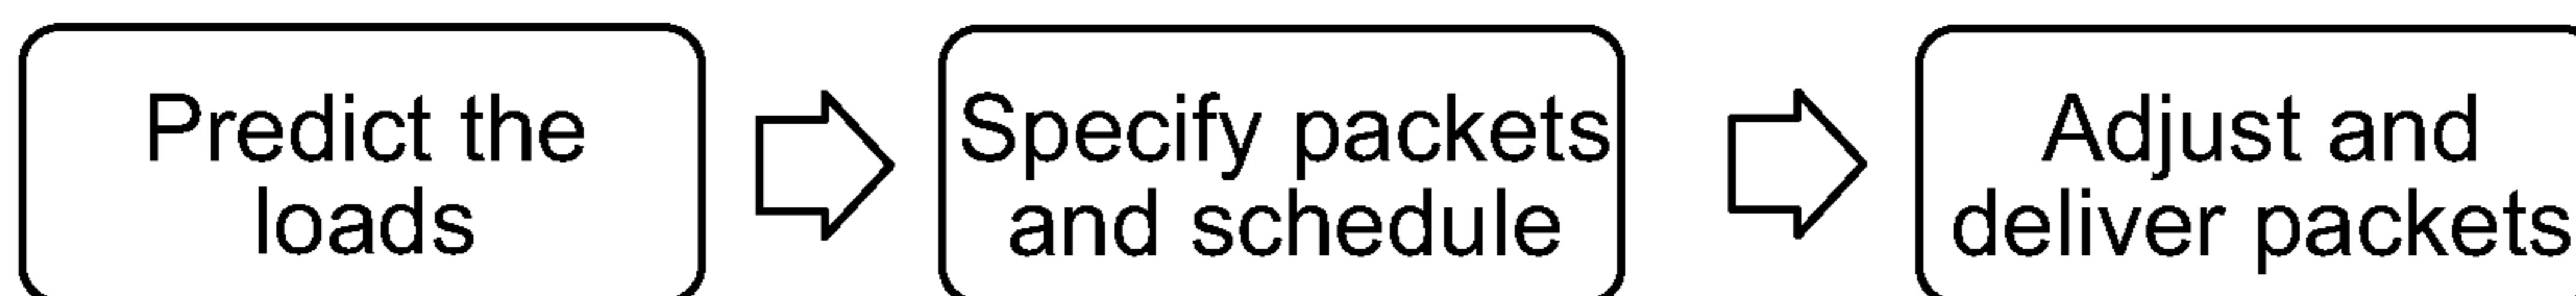 Predict the
loads
Specify packets
and schedule
Adjust and
deliver packets